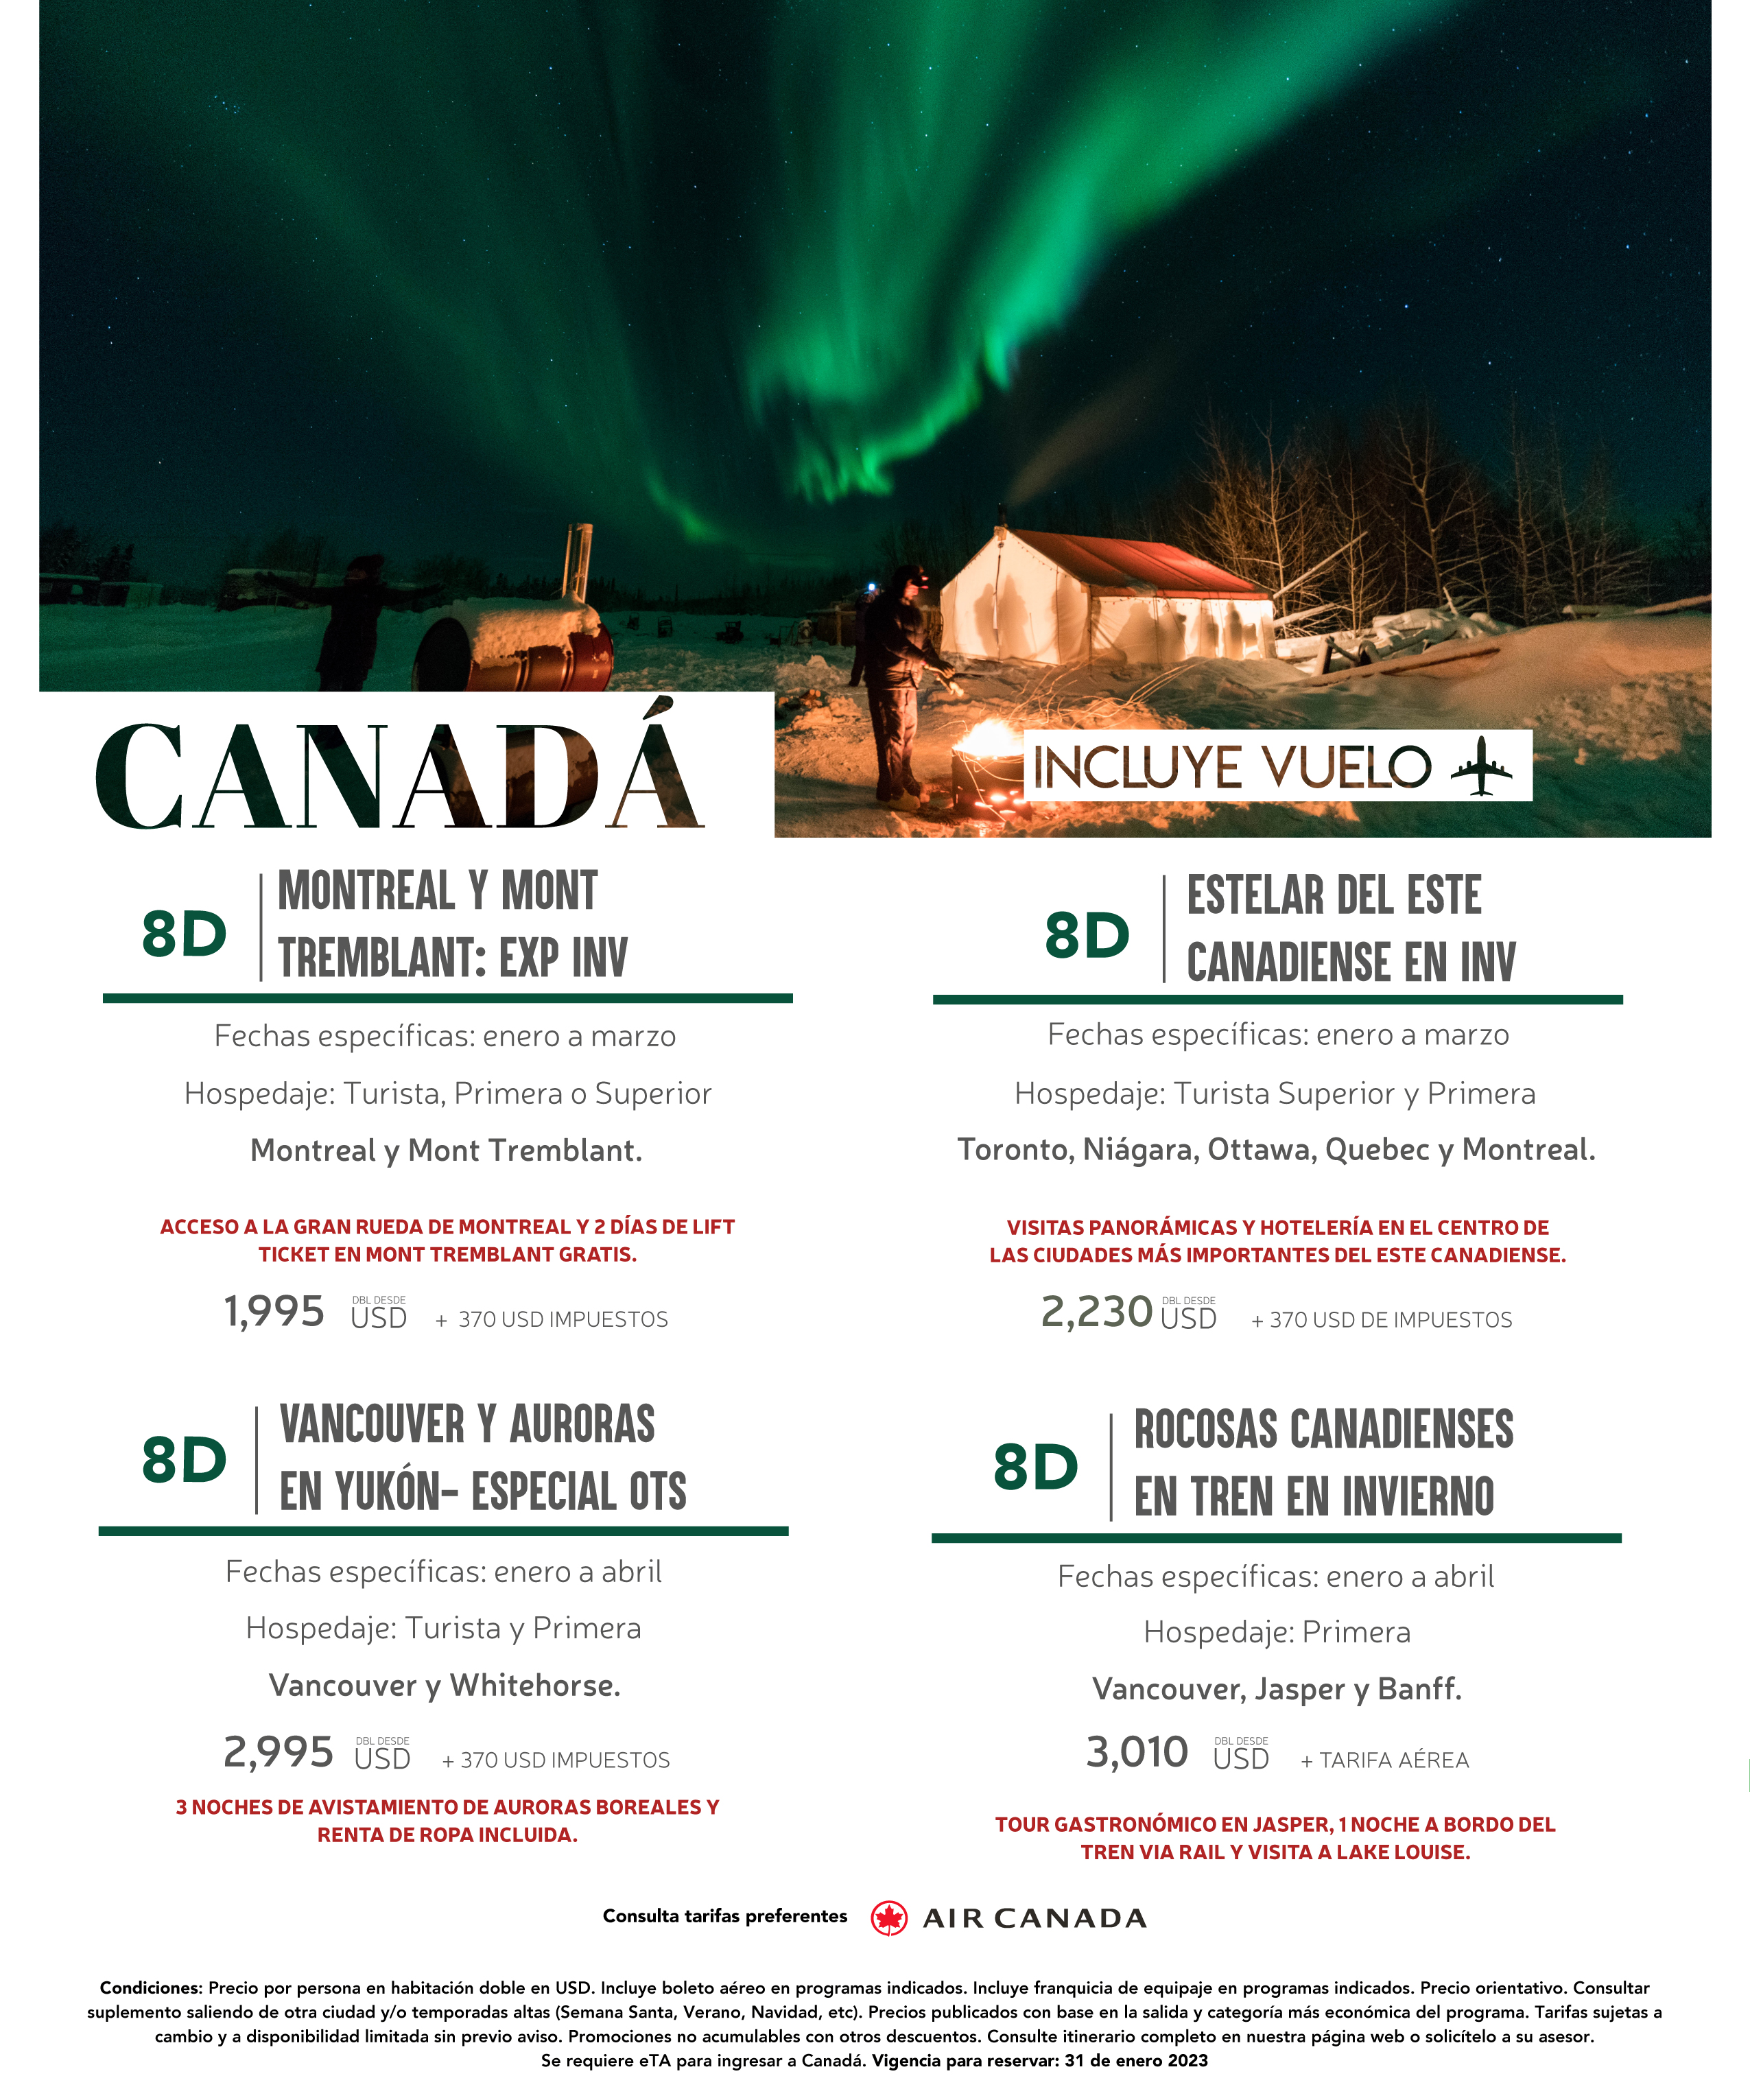 CANADÁ
INCLUYE VUELO
8D
MONTREAL Y MONT
TREMBLANT: EXP INV
Fechas específicas: enero a marzo
Hospedaje: Turista, Primera o Superior
Montreal y Mont Tremblant.
ACCESO A LA GRAN RUEDA DE MONTREAL Y 2 DÍAS DE LIFT
TICKET EN MONT TREMBLANT GRATIS.
1,995 DBL DESDE USD + 370 USD IMPUESTOS
8D
ESTELAR DEL ESTE
CANADIENSE EN INV
Fechas específicas: enero a marzo
Hospedaje: Turista Superior y Primera
Toronto, Niágara, Ottawa, Quebec y Montreal.
VISITAS PANORÁMICAS Y HOTELERÍA EN EL CENTRO DE
LAS CIUDADES MÁS IMPORTANTES DEL ESTE CANADIENSE.
2,230 DBL DESDE USD + 370 USD DE IMPUESTOS
8D
VANCOUVER Y AURORAS
EN YUKÓN- ESPECIAL OTS
Fechas específicas: enero a abril
Hospedaje: Turista y Primera
Vancouver y Whitehorse.
2,995 DBL DESDE USD + 370 USD IMPUESTOS
3 NOCHES DE AVISTAMIENTO DE AURORAS BOREALES Y
RENTA DE ROPA INCLUIDA.
8D
ROCOSAS CANADIENSES
EN TREN EN INVIERNO
Fechas específicas: enero a abril
Hospedaje: Primera
Vancouver, Jasper y Banff.
3,010 DBL DESDE USD + TARIFA AÉREA
TOUR GASTRONÓMICO EN JASPER, 1 NOCHE A BORDO DEL
TREN VIA RAIL Y VISITA A LAKE LOUISE.
Consulta tarifas preferentes AIR CANADA
Condiciones: Precio por persona en habitación doble en USD. Incluye boleto aéreo en programas indicados. Incluye franquicia de equipaje en programas indicados. Precio orientativo. Consultar
suplemento saliendo de otra ciudad y/o temporadas altas (Semana Santa, Verano, Navidad, etc). Precios publicados con base en la salida y categoría más económica del programa. Tarifas sujetas a
cambio y a disponibilidad limitada sin previo aviso. Promociones no acumulables con otros descuentos. Consulte itinerario completo en nuestra página web o solicítelo a su asesor.
Se requiere eTA para ingresar a Canadá. Vigencia para reservar: 31 de enero 2023